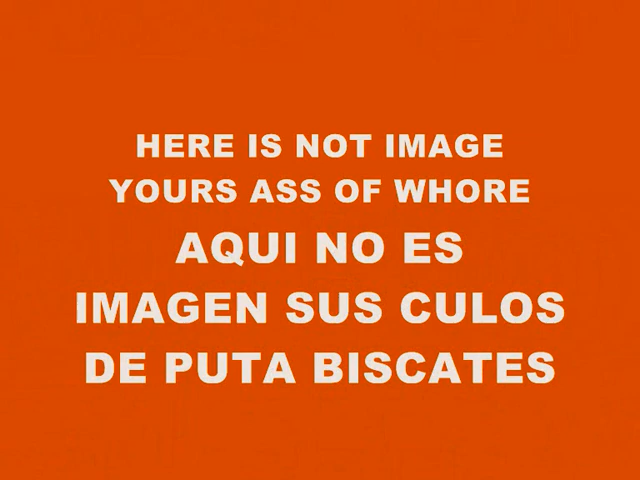 HERE IS NOT IMAGE
YOURS ASS OF WHORE
AQUI NO ES
IMAGEN SUS CULOS
DE PUTA BISCATES